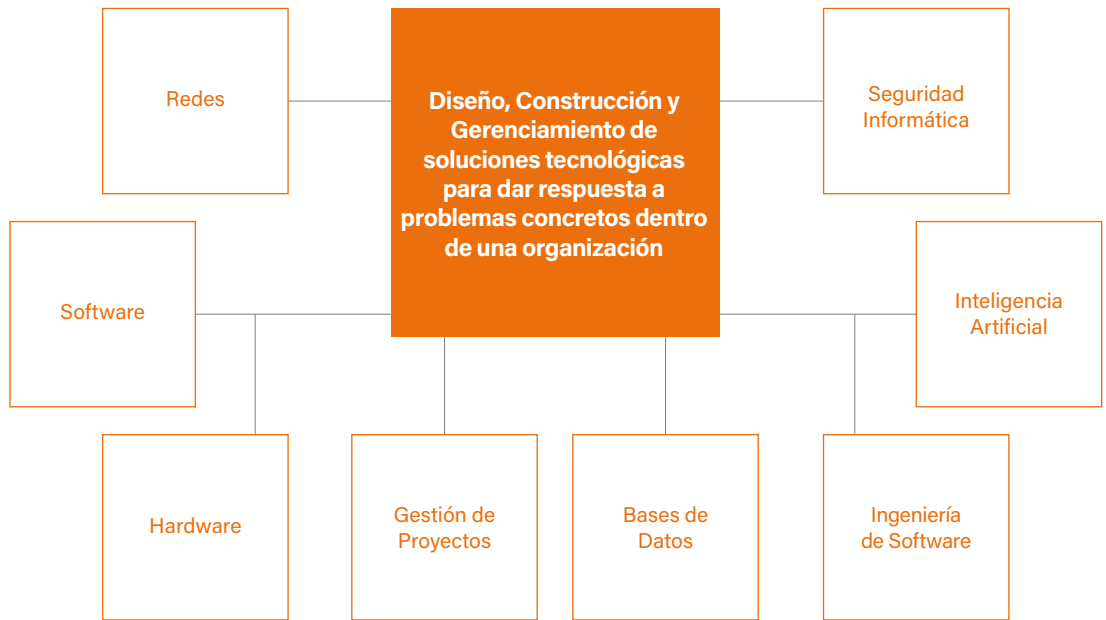 Redes
Diseño, Construcción y
Gerenciamiento de
soluciones tecnológicas
para dar respuesta a
problemas concretos dentro
de una organización
Seguridad
Informática
Software
Inteligencia
Artificial
Hardware
Gestión de
Proyectos
Bases de
Datos
Ingeniería
de Software